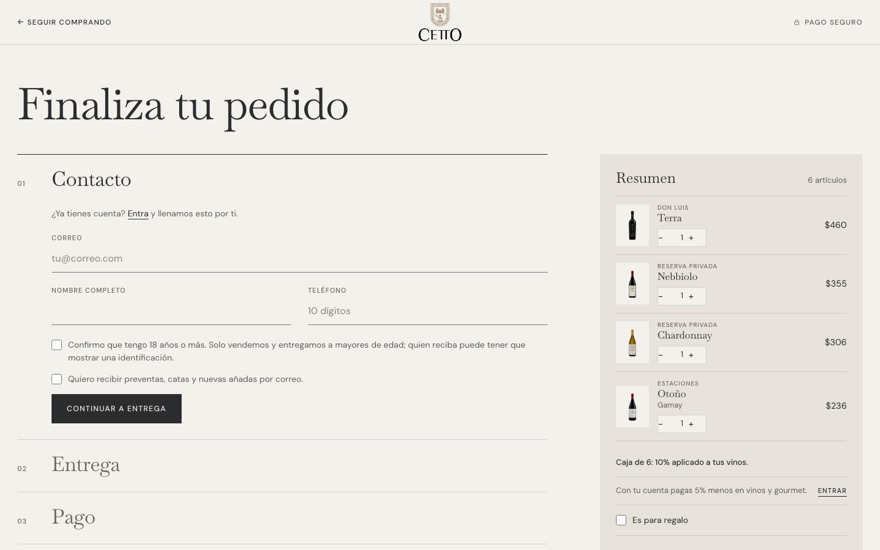 ← SEGUIR COMPRANDO
CETTO
PAGO SEGURO
Finaliza tu pedido
01
Contacto
¿Ya tienes cuenta? Entra y llenamos esto por ti.
CORREO
tu@correo.com
NOMBRE COMPLETO
TELÉFONO
10 dígitos
Confirmo que tengo 18 años o más. Solo vendemos y entregamos a mayores de edad; quien reciba puede tener que
mostrar una identificación.
Quiero recibir preventas, catas y nuevas añadas por correo.
CONTINUAR A ENTREGA
02
Entrega
03
Pago
Resumen
6 artículos
DON LUIS
Terra
− 1 +
$460
RESERVA PRIVADA
Nebbiolo
− 1 +
$355
RESERVA PRIVADA
Chardonnay
− 1 +
$306
ESTACIONES
Otoño
Gamay
− 1 +
$236
Caja de 6: 10% aplicado a tus vinos.
Con tu cuenta pagas 5% menos en vinos y gourmet.
ENTRAR
Es para regalo